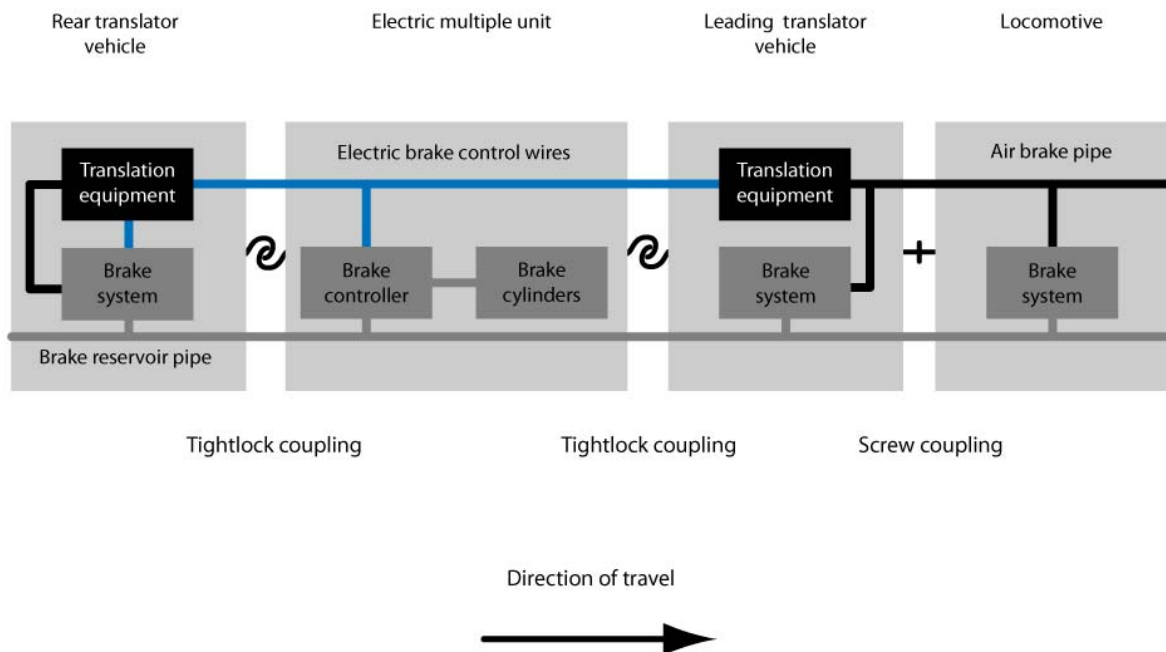 Rear translator
vehicle
Electric multiple unit
Leading translator
vehicle
Locomotive
Translation
equipment
Electric brake control wires
Translation
equipment
Air brake pipe
Brake
system
Brake
controller
Brake
cylinders
Brake
system
Brake
system
Brake reservoir pipe
Tightlock coupling
Tightlock coupling
Screw coupling
Direction of travel